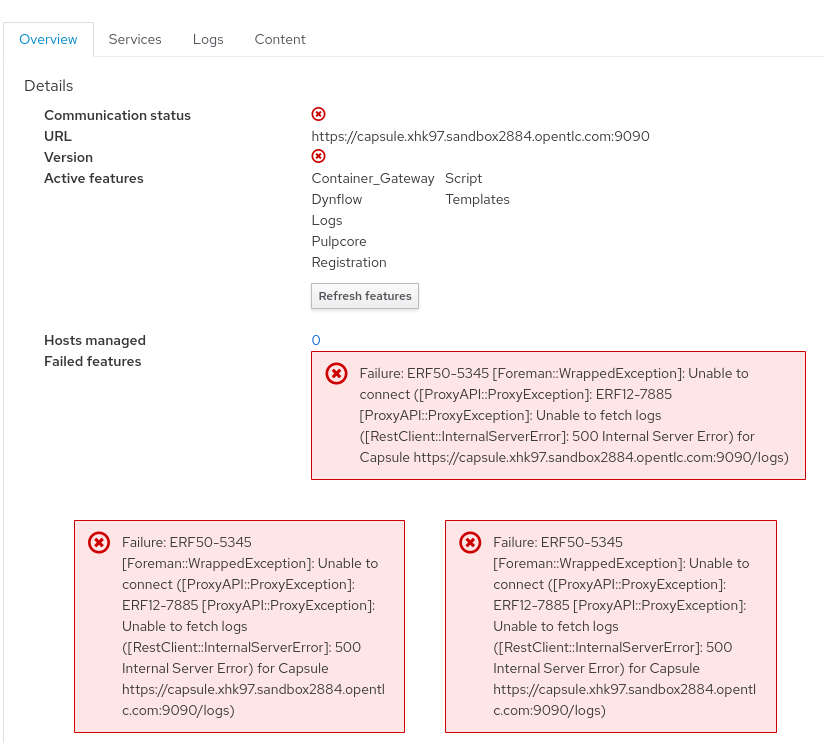 Overview Services Logs Content
Details
Communication status
URL https://capsule.xhk97.sandbox2884.opentlc.com:9090
Version
Active features Container_Gateway Script
Dynflow Templates
Logs
Pulpcore
Registration
Refresh features
Hosts managed 0
Failed features
Failure: ERF50-5345 [Foreman::WrappedException]: Unable to
connect ([ProxyAPI::ProxyException]: ERF12-7885
[ProxyAPI::ProxyException]: Unable to fetch logs
([RestClient::InternalServerError]: 500 Internal Server Error) for
Capsule https://capsule.xhk97.sandbox2884.opentlc.com:9090/logs)
Failure: ERF50-5345
[Foreman::WrappedException]: Unable to
connect ([ProxyAPI::ProxyException]:
ERF12-7885 [ProxyAPI::ProxyException]:
Unable to fetch logs
([RestClient::InternalServerError]: 500
Internal Server Error) for Capsule
https://capsule.xhk97.sandbox2884.opentl
c.com:9090/logs)
Failure: ERF50-5345
[Foreman::WrappedException]: Unable to
connect ([ProxyAPI::ProxyException]:
ERF12-7885 [ProxyAPI::ProxyException]:
Unable to fetch logs
([RestClient::InternalServerError]: 500
Internal Server Error) for Capsule
https://capsule.xhk97.sandbox2884.opentl
c.com:9090/logs)